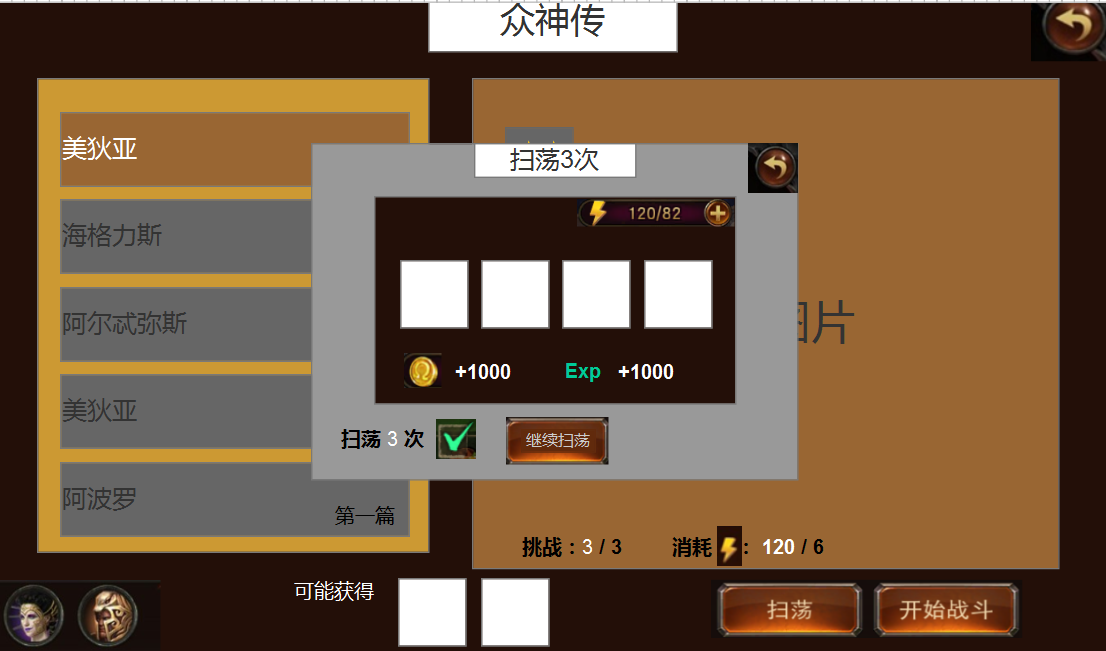 众神传
美狄亚
海格力斯
阿尔忒弥斯
美狄亚
阿波罗
第一篇
扫荡3次
120/82
+1000 Exp +1000
扫荡 3 次
继续扫荡
图片
挑战：3 / 3 消耗 ： 120 / 6
可能获得
扫荡
开始战斗